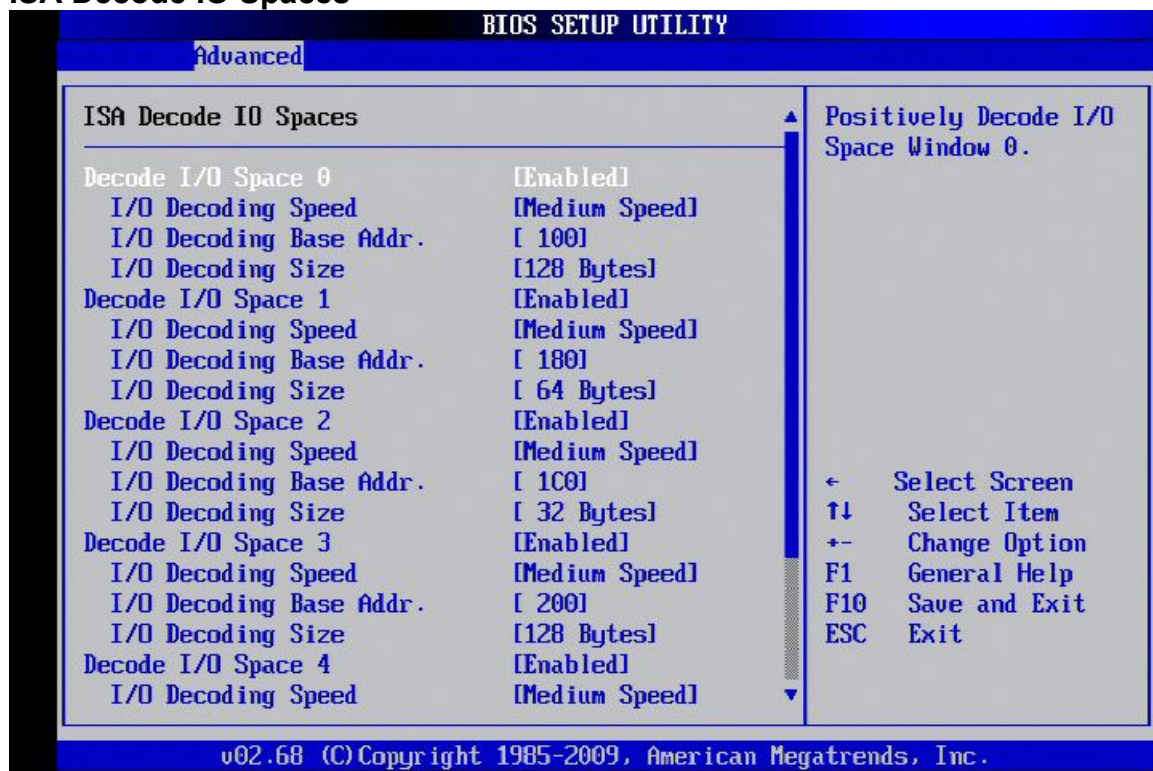 ISA Decode IO Spaces
BIOS SETUP UTILITY
Advanced
ISA Decode IO Spaces
Decode I/O Space 0 [Enabled]
I/O Decoding Speed [Medium Speed]
I/O Decoding Base Addr. [ 100]
I/O Decoding Size [128 Bytes]
Decode I/O Space 1 [Enabled]
I/O Decoding Speed [Medium Speed]
I/O Decoding Base Addr. [ 180]
I/O Decoding Size [ 64 Bytes]
Decode I/O Space 2 [Enabled]
I/O Decoding Speed [Medium Speed]
I/O Decoding Base Addr. [ 1C0]
I/O Decoding Size [ 32 Bytes]
Decode I/O Space 3 [Enabled]
I/O Decoding Speed [Medium Speed]
I/O Decoding Base Addr. [ 200]
I/O Decoding Size [128 Bytes]
Decode I/O Space 4 [Enabled]
I/O Decoding Speed [Medium Speed]
Positively Decode I/O
Space Window 0.
← Select Screen
↑↓ Select Item
+- Change Option
F1 General Help
F10 Save and Exit
ESC Exit
v02.68 (C)Copyright 1985-2009, American Megatrends, Inc.